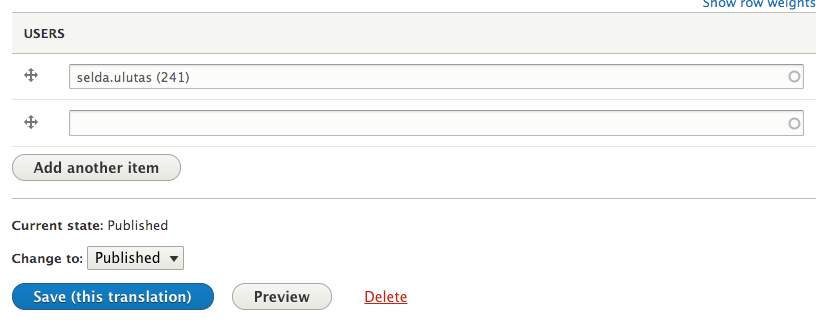 Show row weights
USERS
selda.ulutas (241)
Add another item
Current state: Published
Change to: Published
Save (this translation) Preview Delete